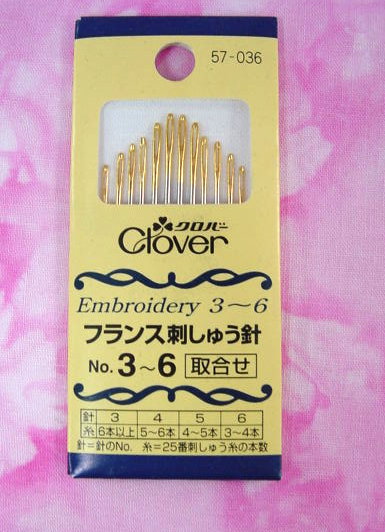 57-036
クロバー
Clover
Embroidery 3〜6
フランス刺しゅう針
No. 3〜6 取合せ
針 3 4 5 6
糸 6本以上 5〜6本 4〜5本 3〜4本
針=針のNo. 糸=25番刺しゅう糸の本数